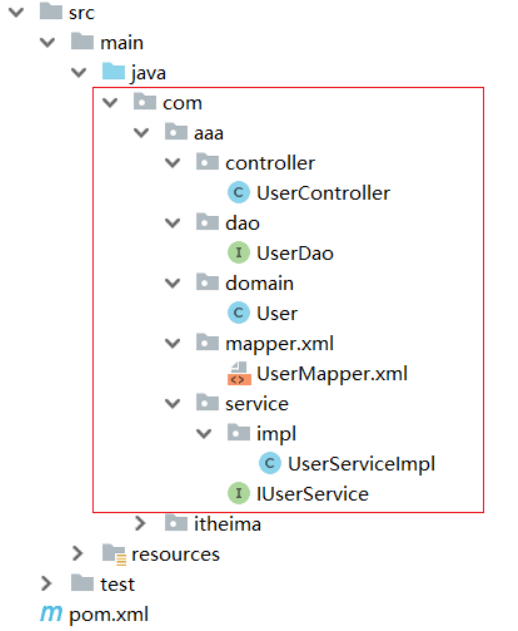 src
main
java
com
aaa
controller
C UserController
dao
I UserDao
domain
C User
mapper.xml
<> UserMapper.xml
service
impl
C UserServiceImpl
I IUserService
itheima
resources
test
m pom.xml